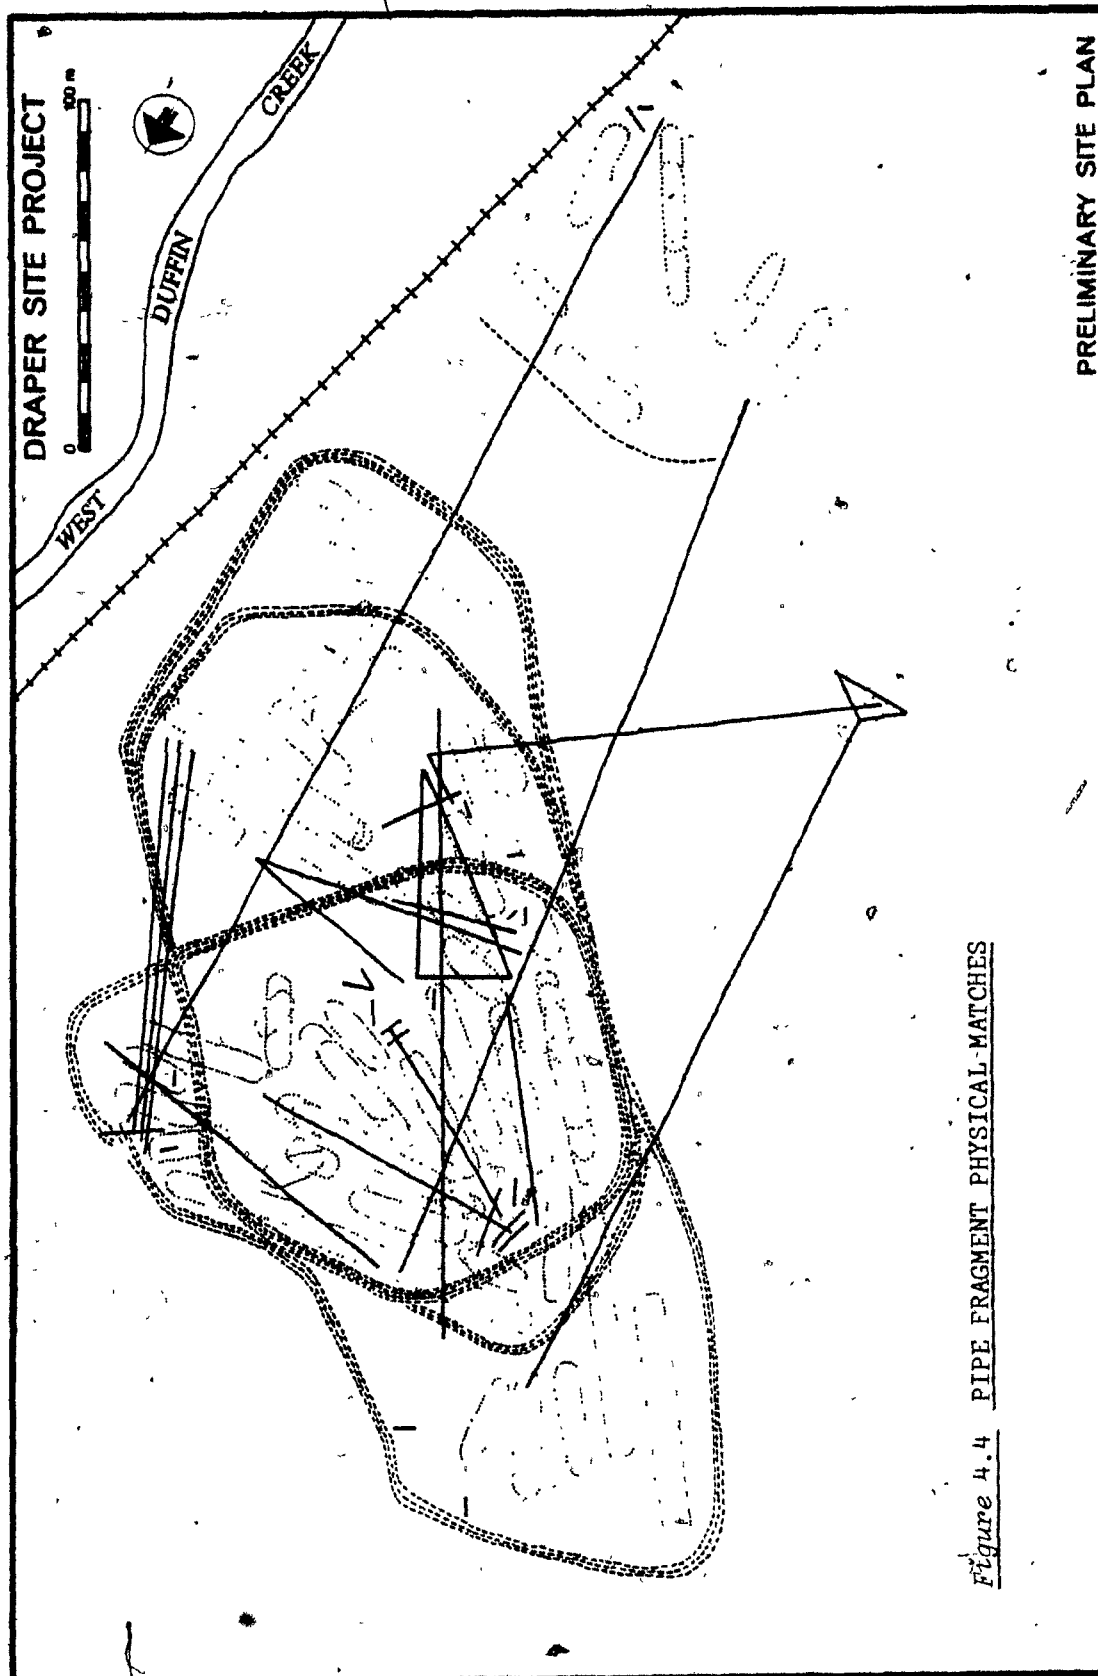 DRAPER SITE PROJECT
0 100 m
WEST DUFFIN CREEK
Figure 4.4 PIPE FRAGMENT PHYSICAL-MATCHES
PRELIMINARY SITE PLAN